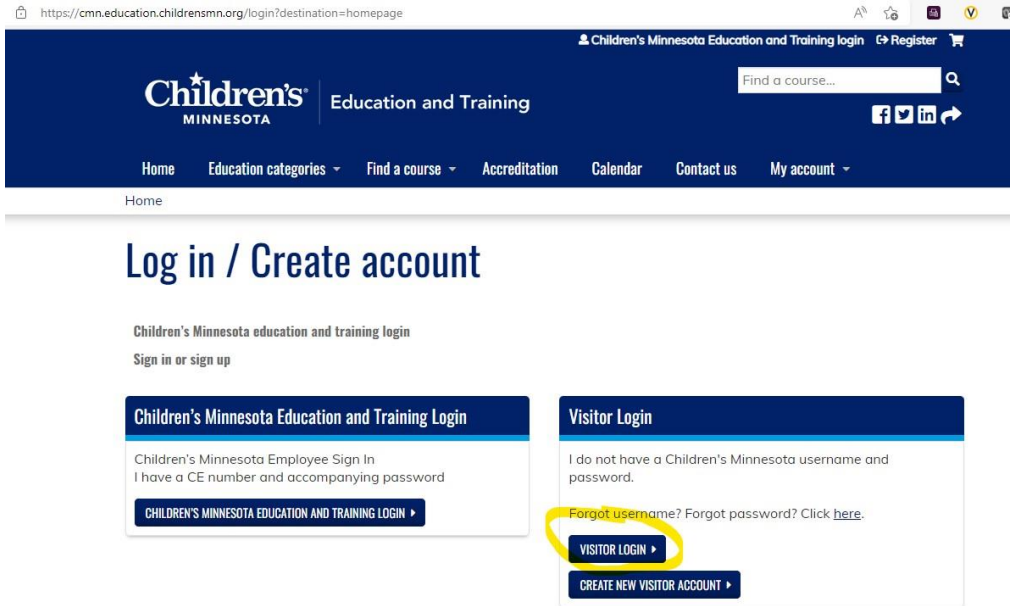 https://cmn.education.childrensmn.org/login?destination=homepage
Children's Minnesota Education and Training login Register
Children's
MINNESOTA
Education and Training
Find a course...
Home Education categories Find a course Accreditation Calendar Contact us My account
Home
Log in / Create account
Children's Minnesota education and training login
Sign in or sign up
Children's Minnesota Education and Training Login
Children's Minnesota Employee Sign In
I have a CE number and accompanying password
CHILDREN'S MINNESOTA EDUCATION AND TRAINING LOGIN
Visitor Login
I do not have a Children's Minnesota username and
password.
Forgot username? Forgot password? Click here.
VISITOR LOGIN
CREATE NEW VISITOR ACCOUNT